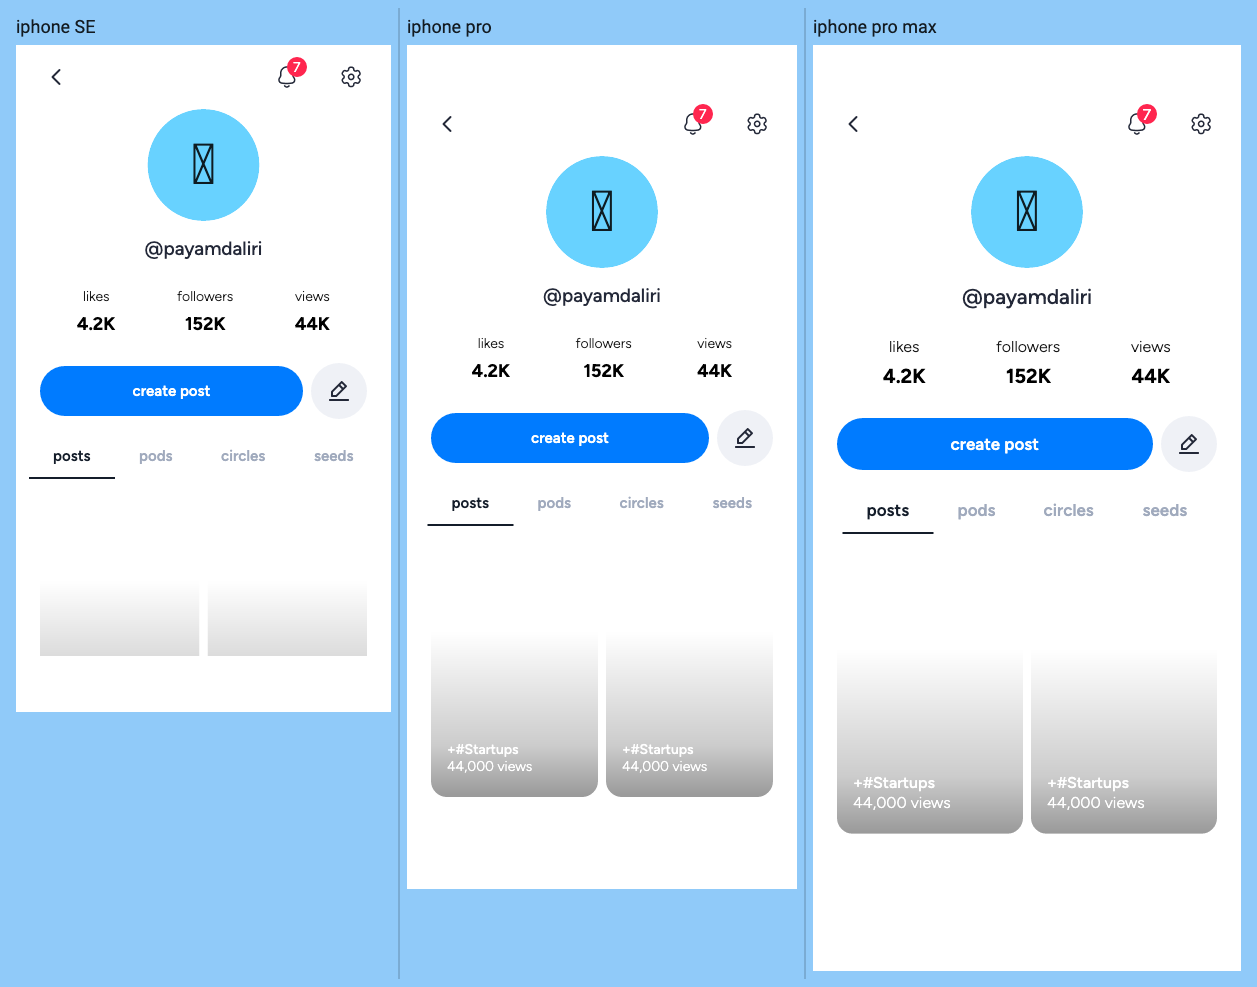 iphone SE
7
@payamdaliri
likes followers views
4.2K 152K 44K
create post
posts pods circles seeds
iphone pro
7
@payamdaliri
likes followers views
4.2K 152K 44K
create post
posts pods circles seeds
+#Startups +#Startups
44,000 views 44,000 views
iphone pro max
7
@payamdaliri
likes followers views
4.2K 152K 44K
create post
posts pods circles seeds
+#Startups +#Startups
44,000 views 44,000 views